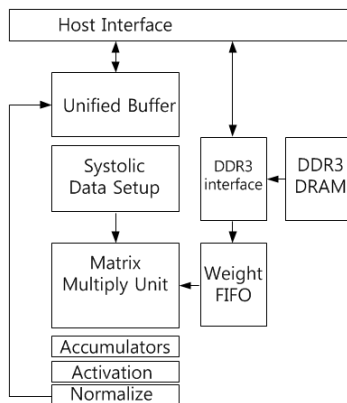 Host Interface
Unified Buffer
Systolic
Data Setup
DDR3
interface
DDR3
DRAM
Matrix
Multiply Unit
Weight
FIFO
Accumulators
Activation
Normalize